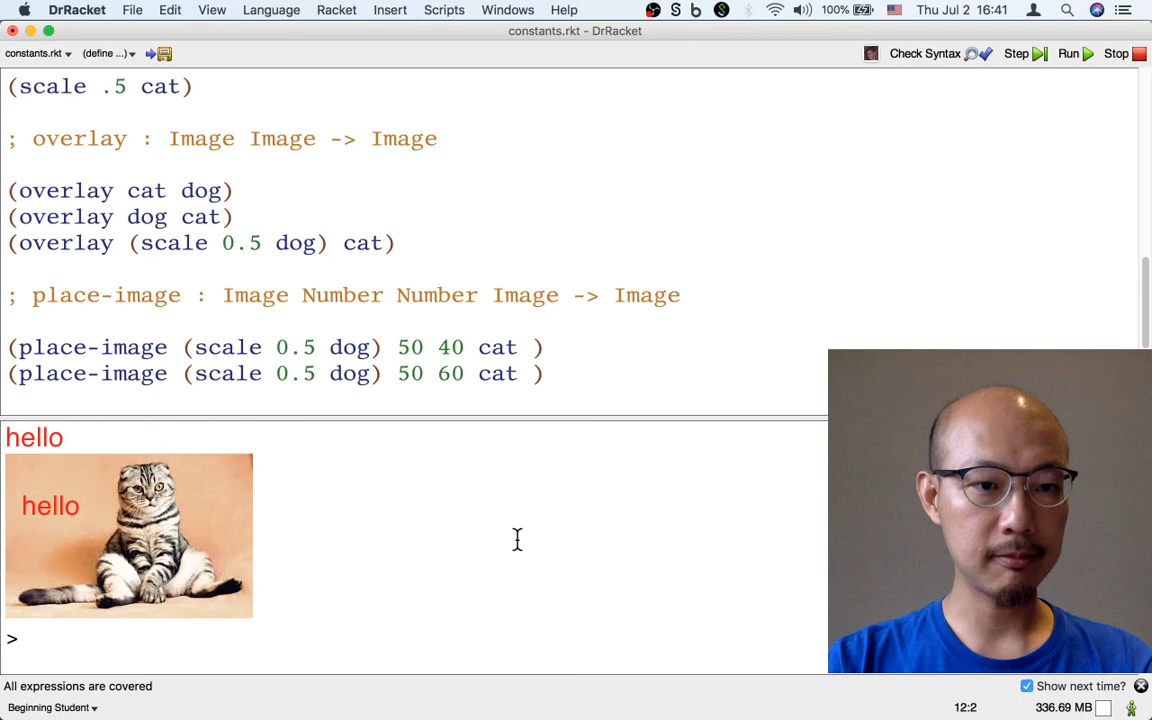 DrRacket File Edit View Language Racket Insert Scripts Windows Help 100% Thu Jul 2 16:41
constants.rkt - DrRacket
constants.rkt (define ...) Check Syntax Step Run Stop
(scale .5 cat)
; overlay : Image Image -> Image
(overlay cat dog)
(overlay dog cat)
(overlay (scale 0.5 dog) cat)
; place-image : Image Number Number Image -> Image
(place-image (scale 0.5 dog) 50 40 cat )
(place-image (scale 0.5 dog) 50 60 cat )
hello
hello
>
All expressions are covered Show next time?
Beginning Student 12:2 336.69 MB